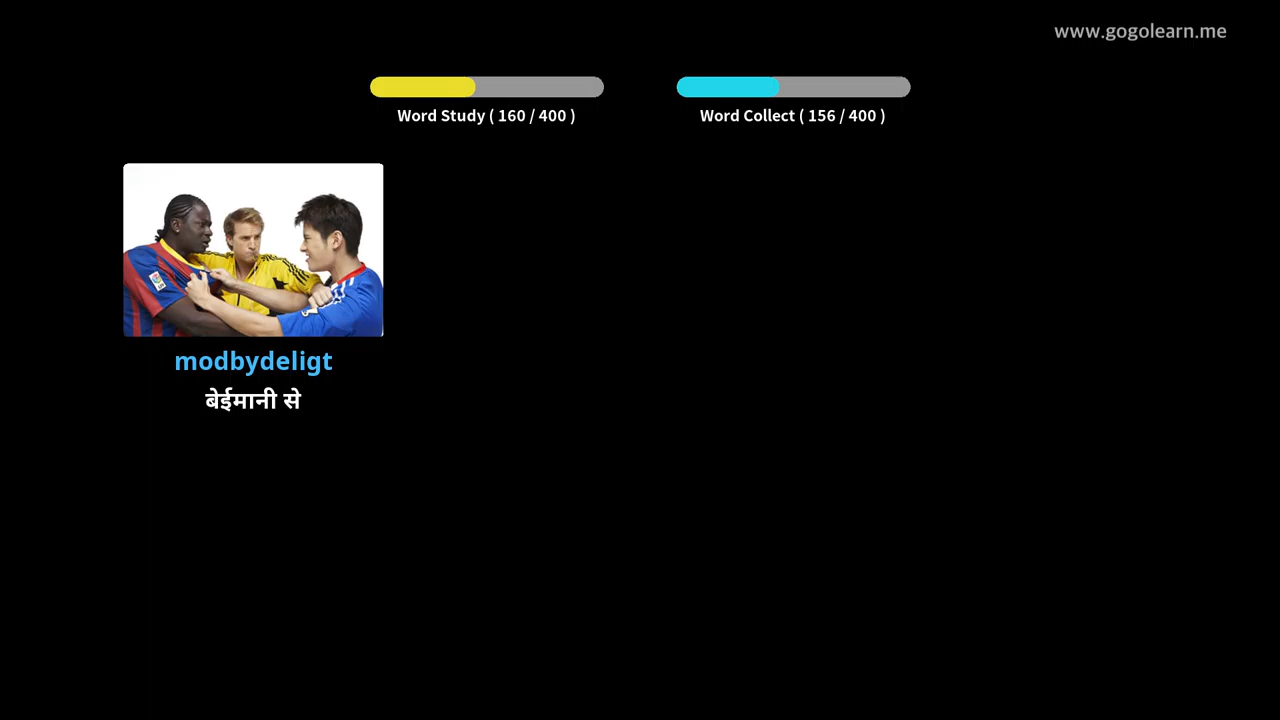 www.gogolearn.me
Word Study ( 160 / 400 )
Word Collect ( 156 / 400 )
modbydeligt
बेईमानी से